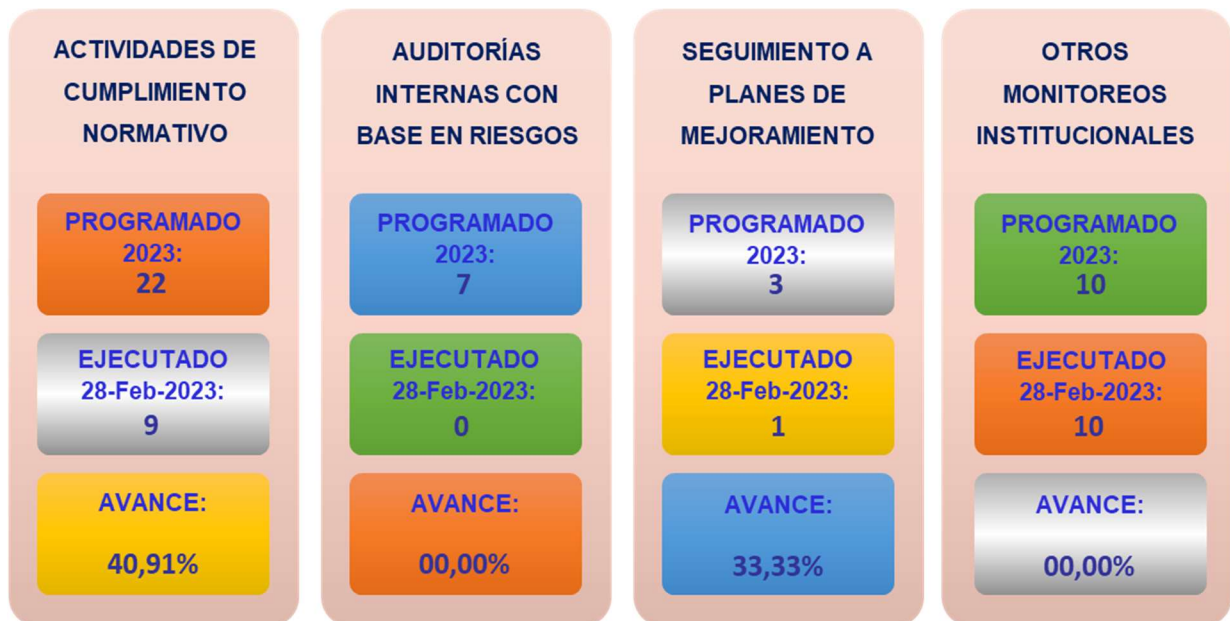 ACTIVIDADES DE
CUMPLIMIENTO
NORMATIVO
PROGRAMADO
2023:
22
EJECUTADO
28-Feb-2023:
9
AVANCE:
40,91%
AUDITORÍAS
INTERNAS CON
BASE EN RIESGOS
PROGRAMADO
2023:
7
EJECUTADO
28-Feb-2023:
0
AVANCE:
00,00%
SEGUIMIENTO A
PLANES DE
MEJORAMIENTO
PROGRAMADO
2023:
3
EJECUTADO
28-Feb-2023:
1
AVANCE:
33,33%
OTROS
MONITOREOS
INSTITUCIONALES
PROGRAMADO
2023:
10
EJECUTADO
28-Feb-2023:
10
AVANCE:
00,00%